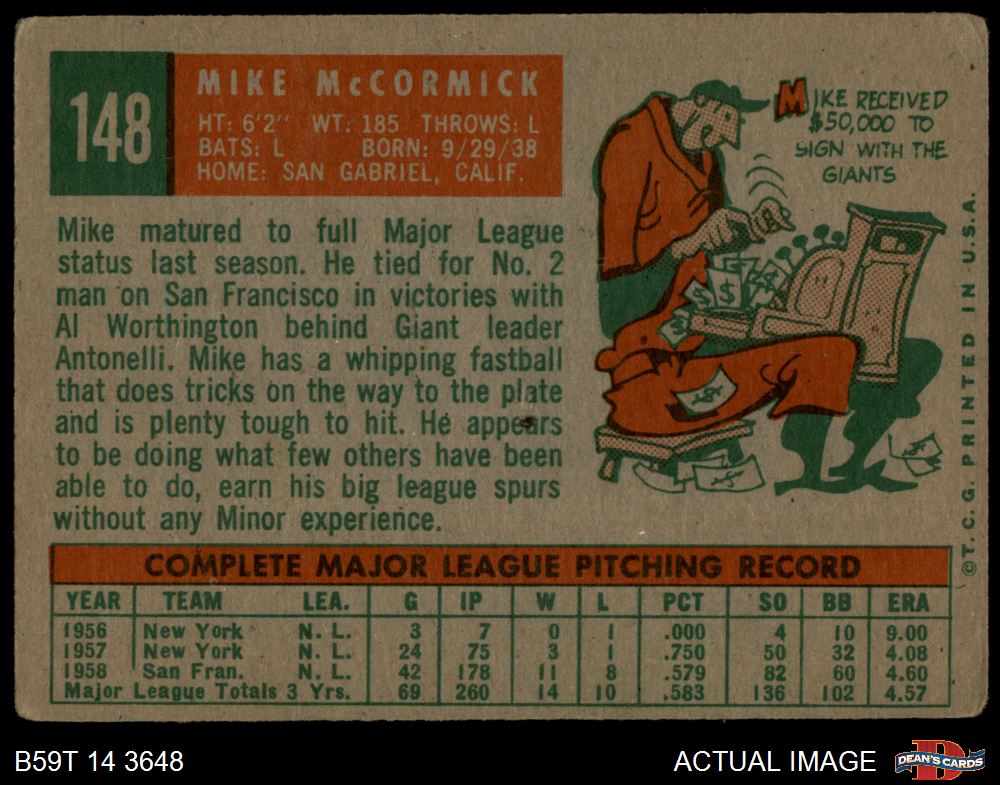 148
MIKE McCORMICK
HT: 6'2" WT: 185 THROWS: L
BATS: L BORN: 9/29/38
HOME: SAN GABRIEL, CALIF.
MIKE RECEIVED
$50,000 TO
SIGN WITH THE
GIANTS
Mike matured to full Major League
status last season. He tied for No. 2
man on San Francisco in victories with
Al Worthington behind Giant leader
Antonelli. Mike has a whipping fastball
that does tricks on the way to the plate
and is plenty tough to hit. He appears
to be doing what few others have been
able to do, earn his big league spurs
without any Minor experience.
© T. C. G. PRINTED IN U.S.A.
COMPLETE MAJOR LEAGUE PITCHING RECORD
YEAR TEAM LEA. G IP W L PCT SO BB ERA
1956 New York N. L. 3 7 0 1 .000 4 10 9.00
1957 New York N. L. 24 75 3 1 .750 50 32 4.08
1958 San Fran. N. L. 42 178 11 8 .579 82 60 4.60
Major League Totals 3 Yrs. 69 260 14 10 .583 136 102 4.57
B59T 14 3648
ACTUAL IMAGE
DEAN'S CARDS